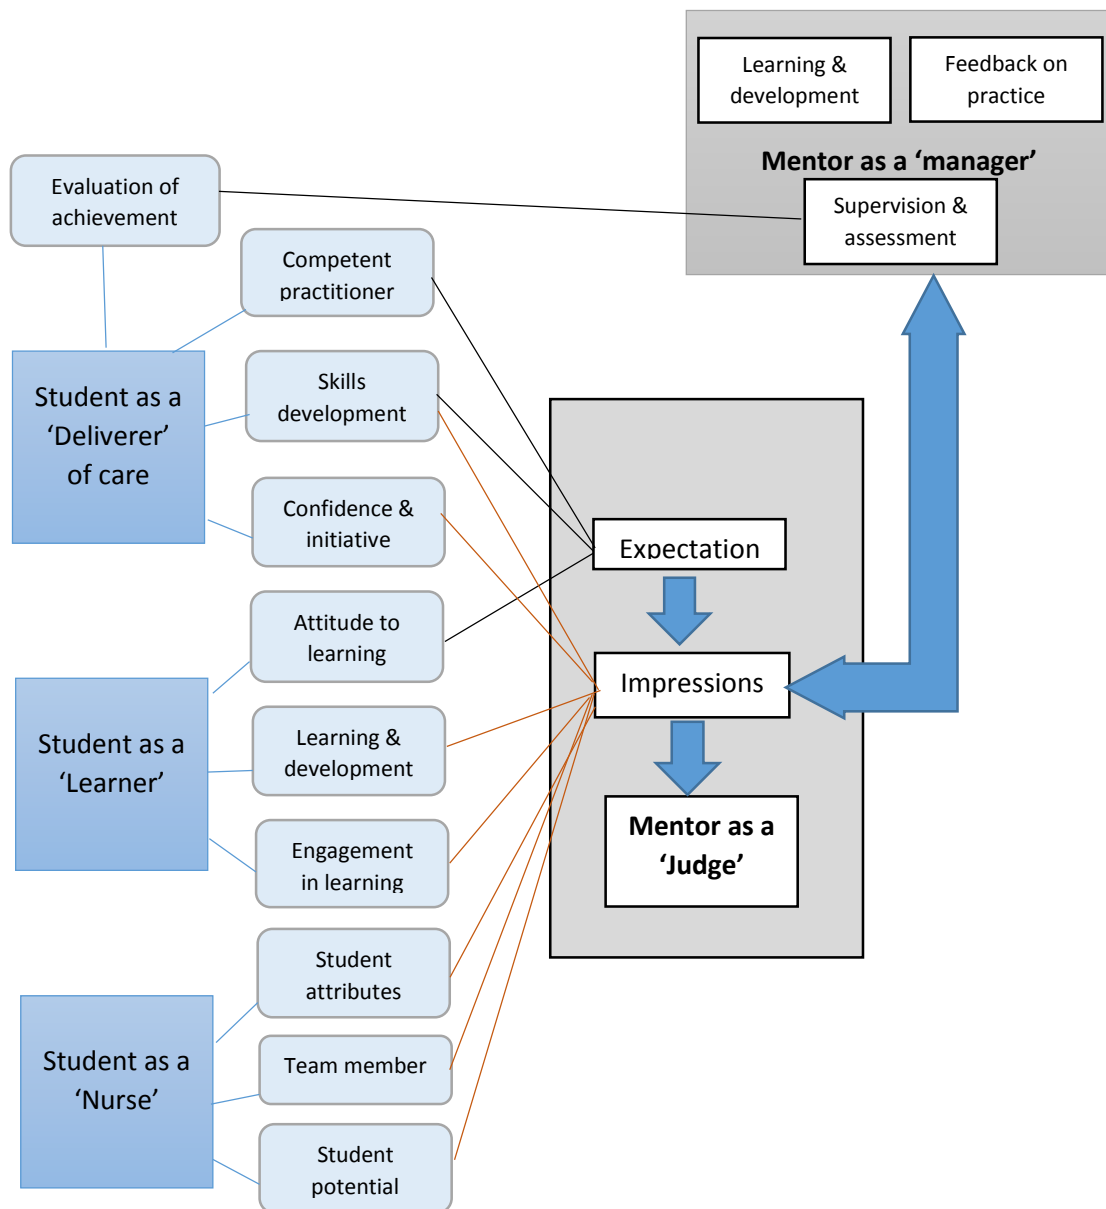 Learning &
development
Feedback on
practice
Mentor as a ‘manager’
Supervision &
assessment
Evaluation of
achievement
Competent
practitioner
Student as a
‘Deliverer’
of care
Skills
development
Confidence &
initiative
Expectation
Attitude to
learning
Impressions
Student as a
‘Learner’
Learning &
development
Mentor as a
‘Judge’
Engagement
in learning
Student
attributes
Student as a
‘Nurse’
Team member
Student
potential